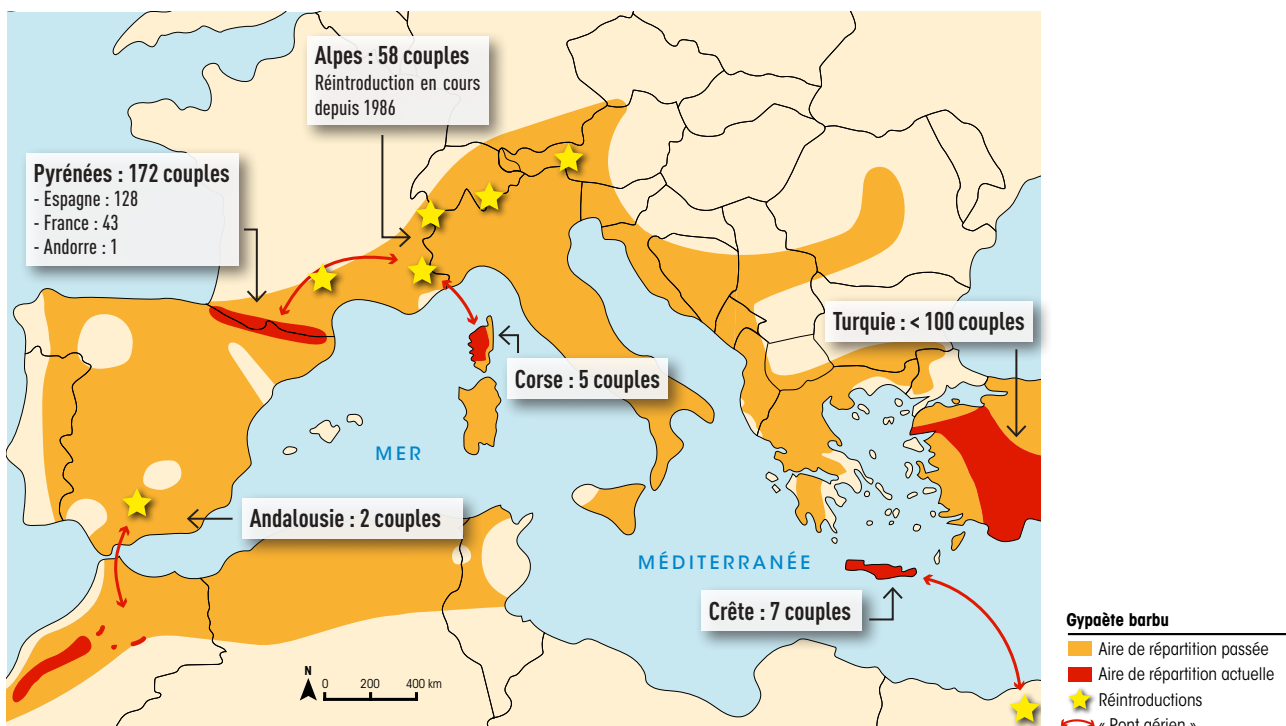 Alpes : 58 couples
Réintroduction en cours
depuis 1986
Pyrénées : 172 couples
- Espagne : 128
- France : 43
- Andorre : 1
Turquie : < 100 couples
Corse : 5 couples
MER
Andalousie : 2 couples
MÉDITERRANÉE
Crête : 7 couples
N
0 200 400 km
Gypaète barbu
Aire de répartition passée
Aire de répartition actuelle
Réintroductions
« Pont aérien »